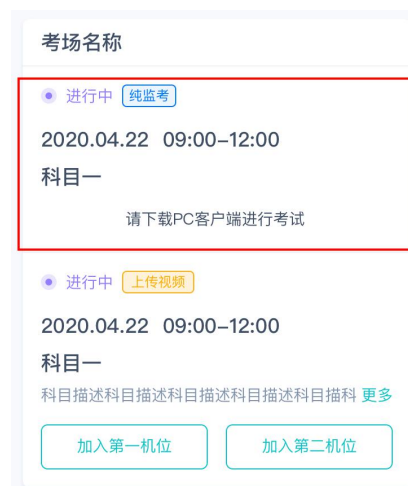 考场名称
进行中 纯监考
2020.04.22 09:00-12:00
科目一
请下载PC客户端进行考试
进行中 上传视频
2020.04.22 09:00-12:00
科目一
科目描述科目描述科目描述科目描述科目描科 更多
加入第一机位 加入第二机位